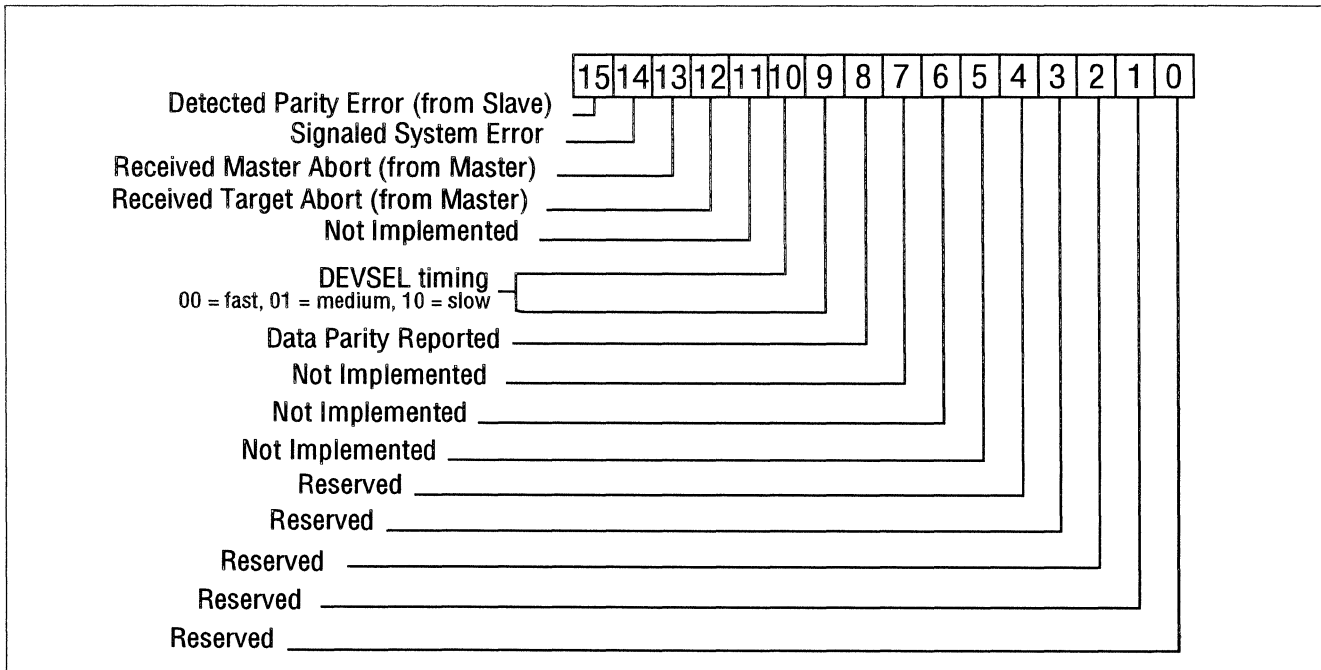 15 14 13 12 11 10 9 8 7 6 5 4 3 2 1 0
Detected Parity Error (from Slave)
Signaled System Error
Received Master Abort (from Master)
Received Target Abort (from Master)
Not Implemented
DEVSEL timing
00 = fast, 01 = medium, 10 = slow
Data Parity Reported
Not Implemented
Not Implemented
Not Implemented
Reserved
Reserved
Reserved
Reserved
Reserved